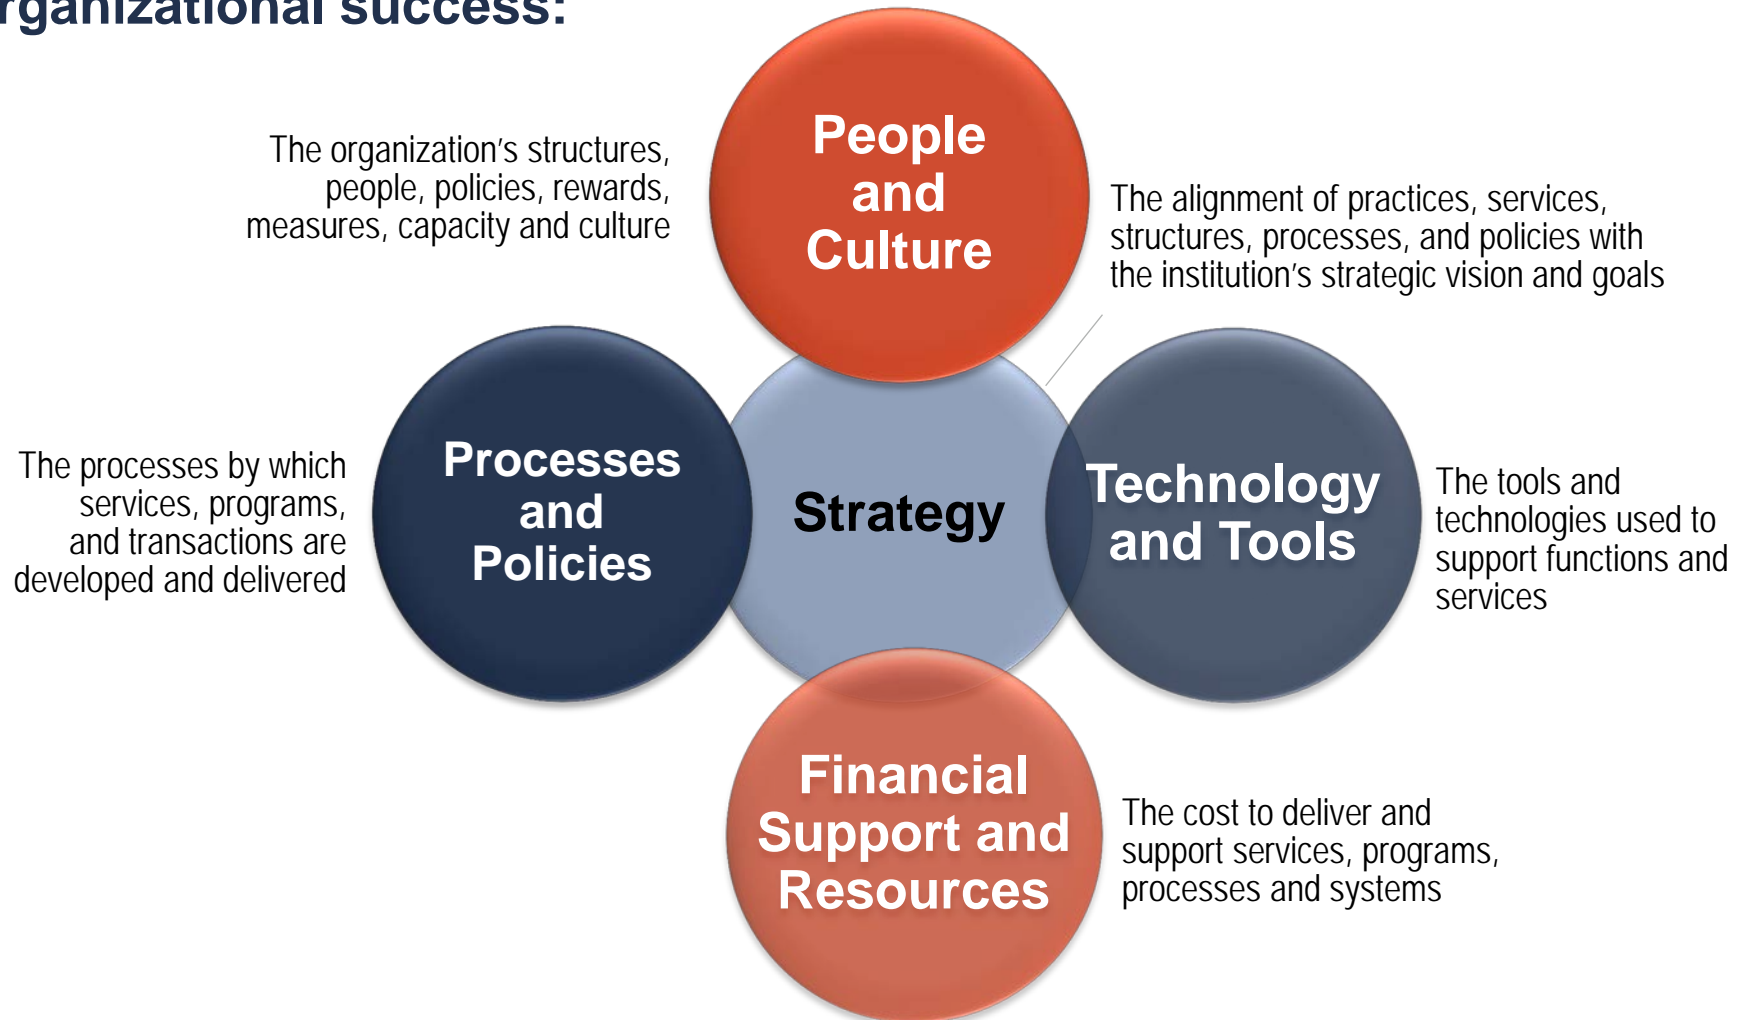 rganizational success:
People
and
Culture
The organization’s structures,
people, policies, rewards,
measures, capacity and culture
The alignment of practices, services,
structures, processes, and policies with
the institution’s strategic vision and goals
Processes
and
Policies
The processes by which
services, programs,
and transactions are
developed and delivered
Strategy
Technology
and Tools
The tools and
technologies used to
support functions and
services
Financial
Support and
Resources
The cost to deliver and
support services, programs,
processes and systems